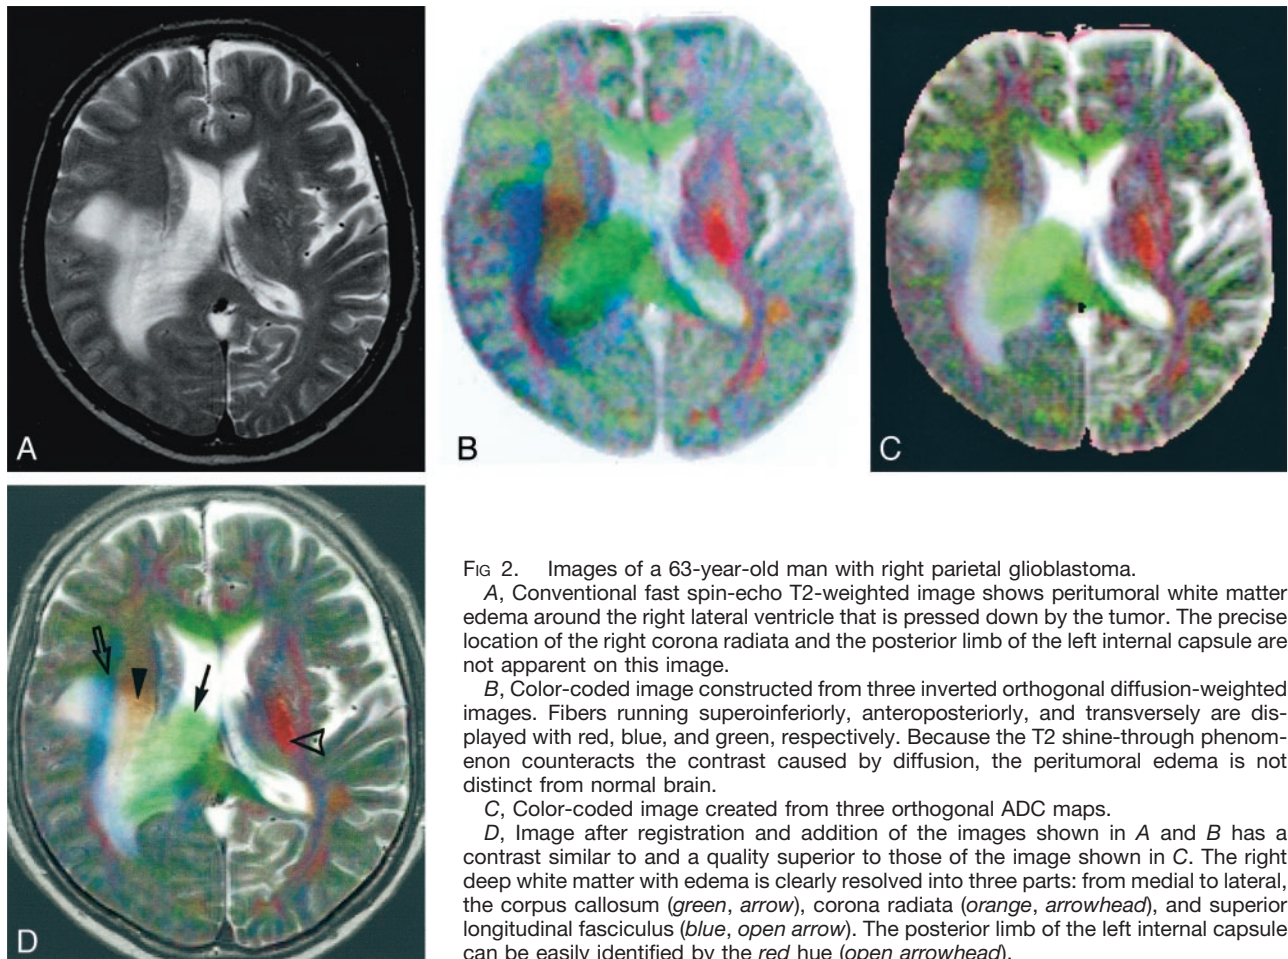 A
B
C
D
FIG 2. Images of a 63-year-old man with right parietal glioblastoma.
A, Conventional fast spin-echo T2-weighted image shows peritumoral white matter
edema around the right lateral ventricle that is pressed down by the tumor. The precise
location of the right corona radiata and the posterior limb of the left internal capsule are
not apparent on this image.
B, Color-coded image constructed from three inverted orthogonal diffusion-weighted
images. Fibers running superoinferiorly, anteroposteriorly, and transversely are dis-
played with red, blue, and green, respectively. Because the T2 shine-through phenom-
enon counteracts the contrast caused by diffusion, the peritumoral edema is not
distinct from normal brain.
C, Color-coded image created from three orthogonal ADC maps.
D, Image after registration and addition of the images shown in A and B has a
contrast similar to and a quality superior to those of the image shown in C. The right
deep white matter with edema is clearly resolved into three parts: from medial to lateral,
the corpus callosum (green, arrow), corona radiata (orange, arrowhead), and superior
longitudinal fasciculus (blue, open arrow). The posterior limb of the left internal capsule
can be easily identified by the red hue (open arrowhead).